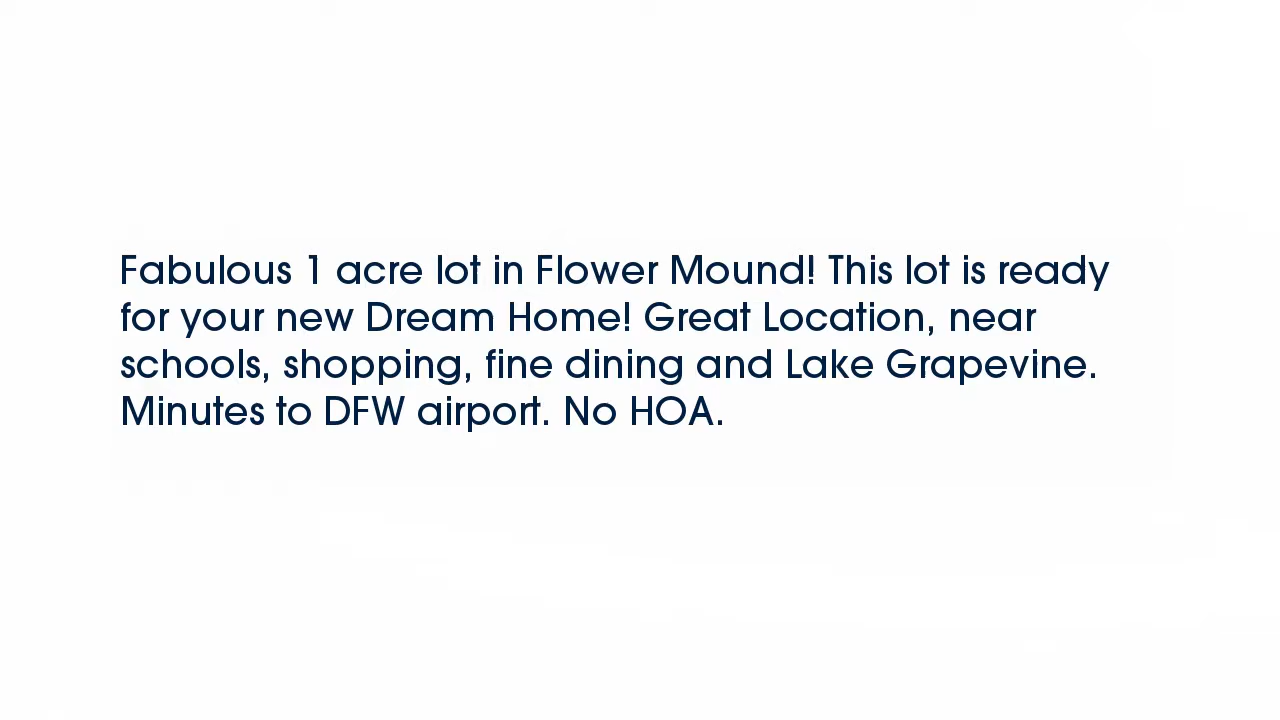 Fabulous 1 acre lot in Flower Mound! This lot is ready
for your new Dream Home! Great Location, near
schools, shopping, fine dining and Lake Grapevine.
Minutes to DFW airport. No HOA.